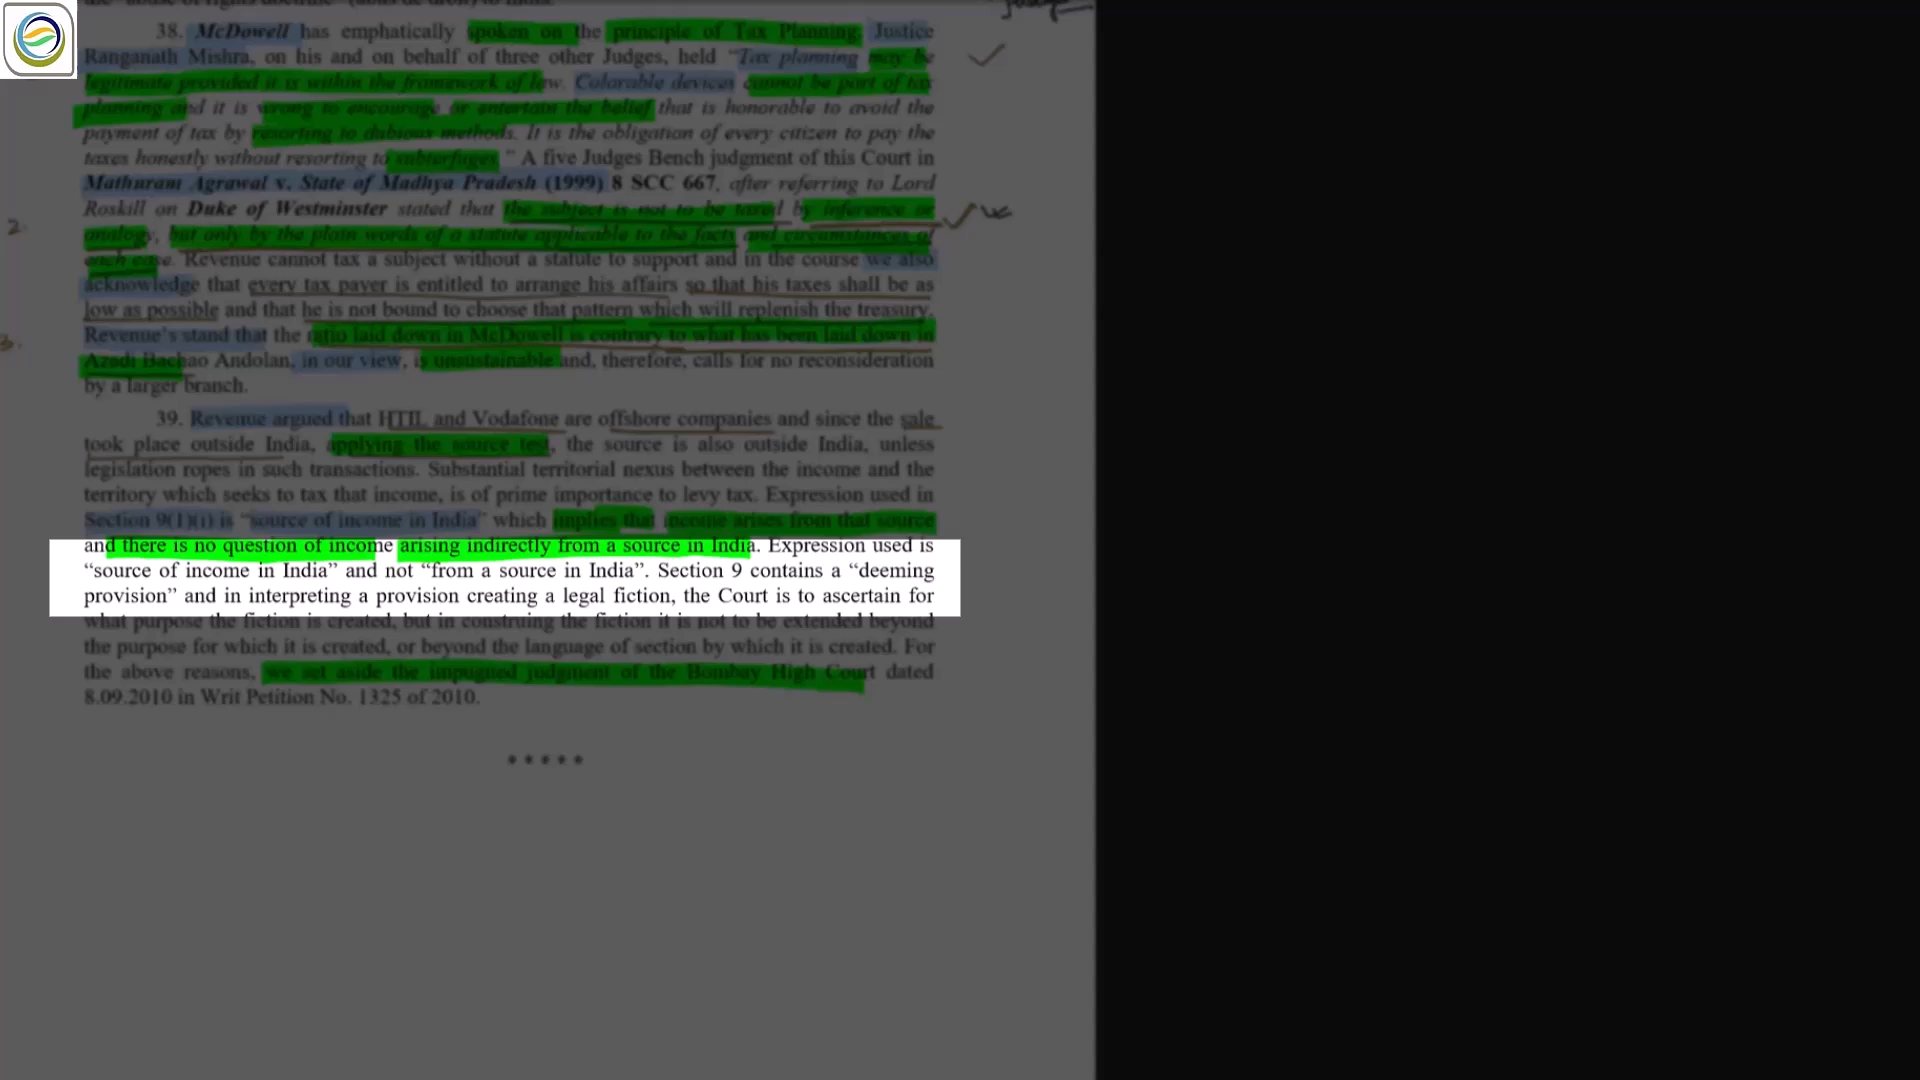 38. McDowell has emphatically spoken on the principle of Tax Planning. Justice
Ranganath Mishra, on his and on behalf of three other Judges, held “Tax planning may be
legitimate provided it is within the framework of law. Colorable devices cannot be part of tax
planning and it is wrong to encourage or entertain the belief that is honorable to avoid the
payment of tax by resorting to dubious methods. It is the obligation of every citizen to pay the
taxes honestly without resorting to subterfuges.” A five Judges Bench judgment of this Court in
Mathuram Agrawal v. State of Madhya Pradesh (1999) 8 SCC 667, after referring to Lord
Roskill on Duke of Westminster stated that the subject is not to be taxed by inference or
2.
analogy, but only by the plain words of a statute applicable to the facts and circumstances of
each case. Revenue cannot tax a subject without a statute to support and in the course we also
acknowledge that every tax payer is entitled to arrange his affairs so that his taxes shall be as
low as possible and that he is not bound to choose that pattern which will replenish the treasury.
3.
Revenue’s stand that the ratio laid down in McDowell is contrary to what has been laid down in
Azadi Bachao Andolan, in our view, is unsustainable and, therefore, calls for no reconsideration
by a larger branch.
39. Revenue argued that HTIL and Vodafone are offshore companies and since the sale
took place outside India, applying the source test, the source is also outside India, unless
legislation ropes in such transactions. Substantial territorial nexus between the income and the
territory which seeks to tax that income, is of prime importance to levy tax. Expression used in
Section 9(1)(i) is “source of income in India” which implies that income arises from that source
and there is no question of income arising indirectly from a source in India. Expression used is
“source of income in India” and not “from a source in India”. Section 9 contains a “deeming
provision” and in interpreting a provision creating a legal fiction, the Court is to ascertain for
what purpose the fiction is created, but in construing the fiction it is not to be extended beyond
the purpose for which it is created, or beyond the language of section by which it is created. For
the above reasons, we set aside the impugned judgment of the Bombay High Court dated
8.09.2010 in Writ Petition No. 1325 of 2010.
*****